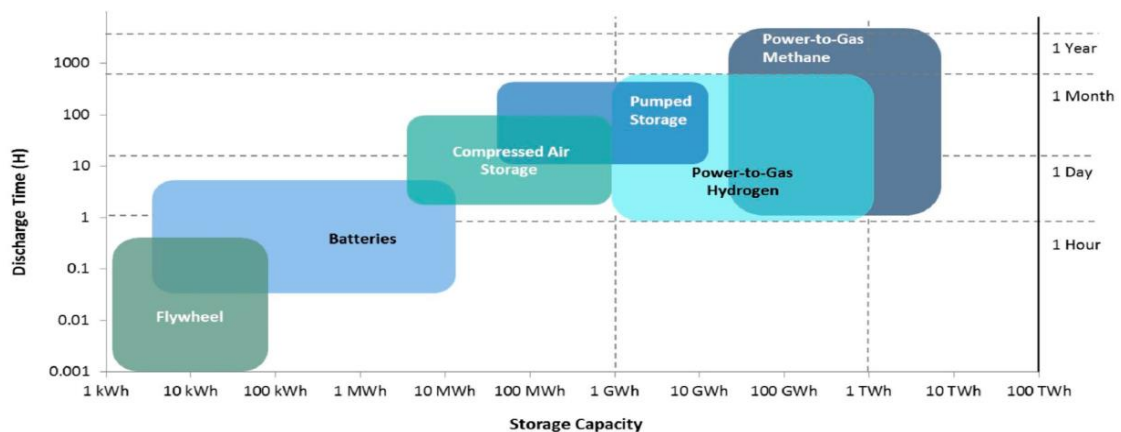 Power-to-Gas
Methane
1 Year
1000
1 Month
Pumped
Storage
100
Compressed Air
Storage
10
Power-to-Gas
Hydrogen
1 Day
1
Batteries
1 Hour
0.1
Flywheel
0.01
0.001
Discharge Time (H)
1 kWh
10 kWh
100 kWh
1 MWh
10 MWh
100 MWh
1 GWh
10 GWh
100 GWh
1 TWh
10 TWh
100 TWh
Storage Capacity